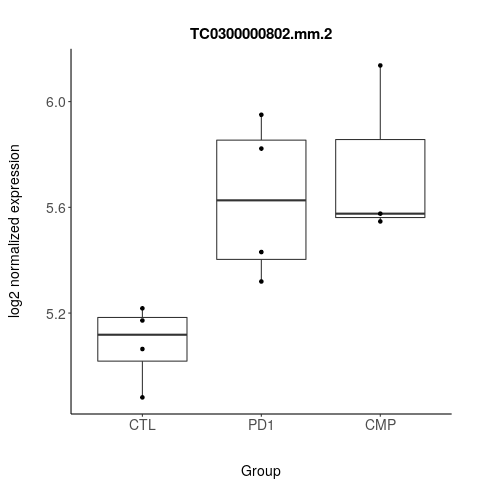 TC0300000802.mm.2
log2 normalized expression
6.0
5.6
5.2
CTL PD1 CMP
Group